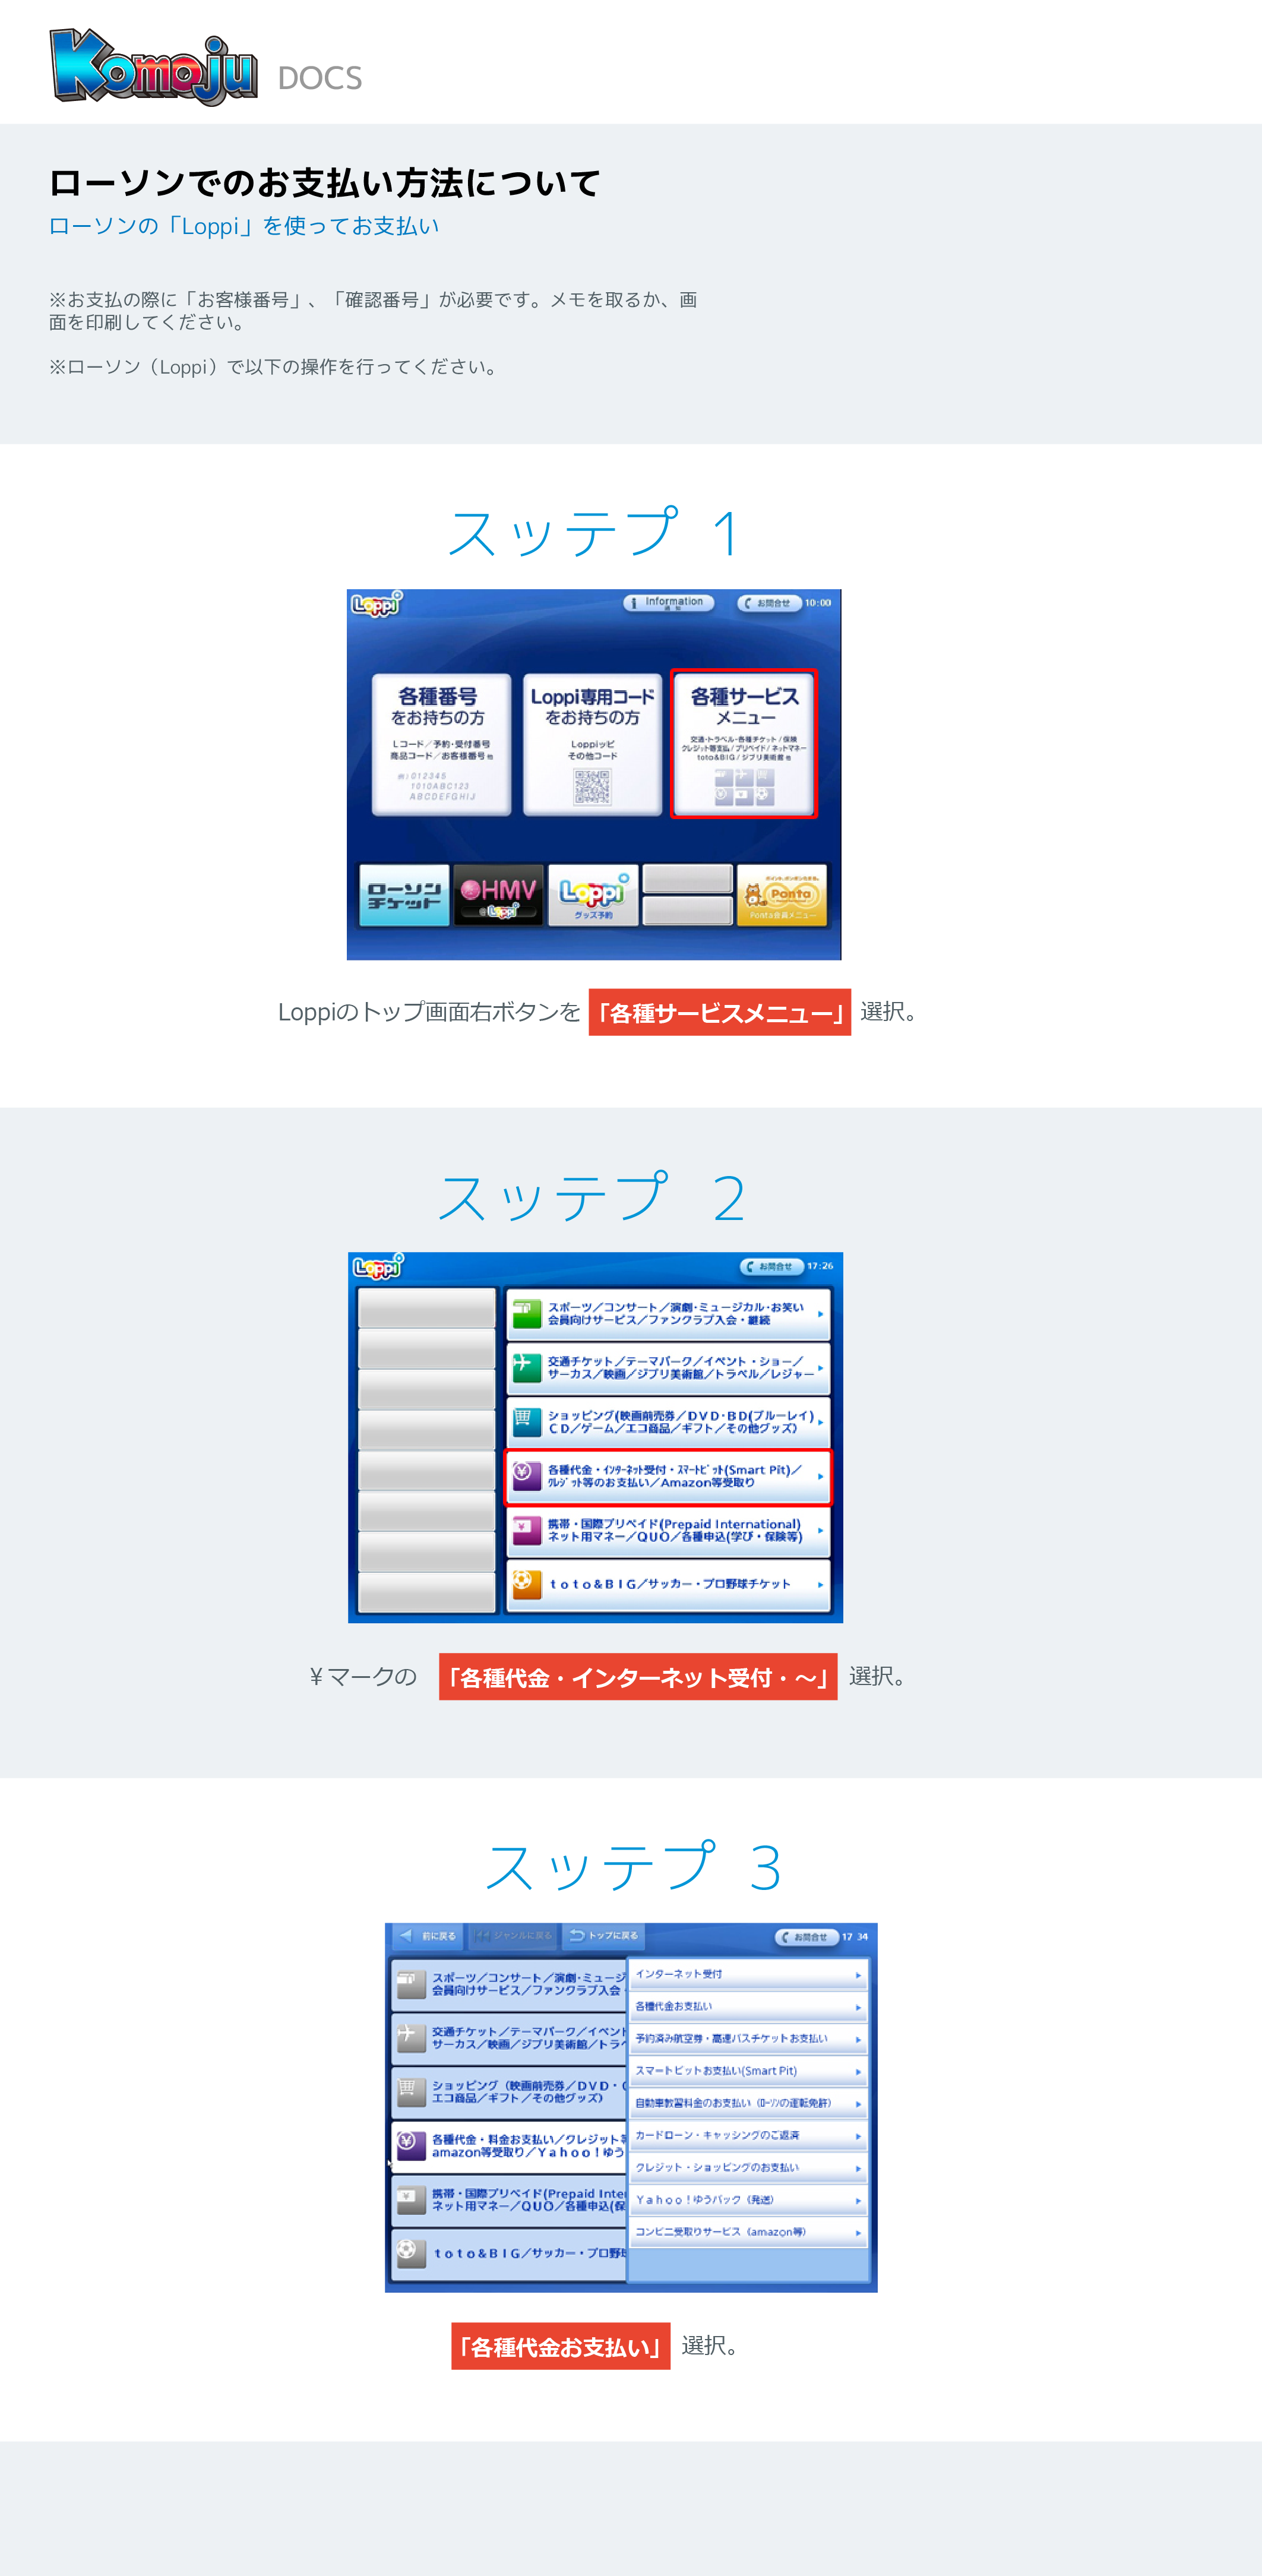 Komoju DOCS
ローソンでのお支払い方法について
ローソンの「Loppi」を使ってお支払い
※お支払の際に「お客様番号」、「確認番号」が必要です。メモを取るか、画
面を印刷してください。
※ローソン（Loppi）で以下の操作を行ってください。
スッテプ 1
Loppi
Information
お問合せ 10:00
各種番号
をお持ちの方
Lコード／予約・受付番号
商品コード／お客様番号 他
例:012345
1010ABC123
ABCDEFGHIJ
Loppi専用コード
をお持ちの方
Loppiッピ
その他コード
各種サービス
メニュー
交通・トラベル・各種チケット / 保険
クレジット等支払 / プリペイド / ネットマネー
toto&BIG / ジブリ美術館 他
ローソン
チケット
HMV
Loppi
Loppi
グッズ予約
Ponta
Ponta会員メニュー
Loppiのトップ画面右ボタンを 「各種サービスメニュー」 選択。
スッテプ 2
Loppi
お問合せ 17:26
スポーツ／コンサート／演劇･ミュージカル･お笑い
会員向けサービス／ファンクラブ入会・継続
交通チケット／テーマパーク／イベント・ショー／
サーカス／映画／ジブリ美術館／トラベル／レジャー
ショッピング(映画前売券／ＤＶＤ･ＢＤ(ブルーレイ)
ＣＤ／ゲーム／エコ商品／ギフト／その他グッズ)
各種代金・ｲﾝﾀｰﾈｯﾄ受付・ｽﾏｰﾄﾋﾟｯﾄ(Smart Pit)／
ｸﾚｼﾞｯﾄ等のお支払い／Amazon等受取り
携帯・国際プリペイド(Prepaid International)
ネット用マネー／ＱＵＯ／各種申込(学び・保険等)
ｔｏｔｏ＆ＢＩＧ／サッカー・プロ野球チケット
¥マークの 「各種代金・インターネット受付・〜」 選択。
スッテプ 3
前に戻る
ジャンルに戻る
トップに戻る
お問合せ 17 34
スポーツ／コンサート／演劇･ミュージ
会員向けサービス／ファンクラブ入会
交通チケット／テーマパーク／イベント
サーカス／映画／ジブリ美術館／トラベ
ショッピング（映画前売券／ＤＶＤ・Ｃ
エコ商品／ギフト／その他グッズ）
各種代金・料金お支払い／クレジット等
amazon等受取り／Ｙａｈｏｏ！ゆう
携帯・国際プリペイド(Prepaid Inte
ネット用マネー／ＱＵＯ／各種申込(保
ｔｏｔｏ＆ＢＩＧ／サッカー・プロ野球
インターネット受付
各種代金お支払い
予約済み航空券・高速バスチケットお支払い
スマートピットお支払い(Smart Pit)
自動車教習料金のお支払い（ﾛｰｿﾝの運転免許）
カードローン・キャッシングのご返済
クレジット・ショッピングのお支払い
Ｙａｈｏｏ！ゆうパック（発送）
コンビニ受取りサービス（amazon等）
「各種代金お支払い」 選択。